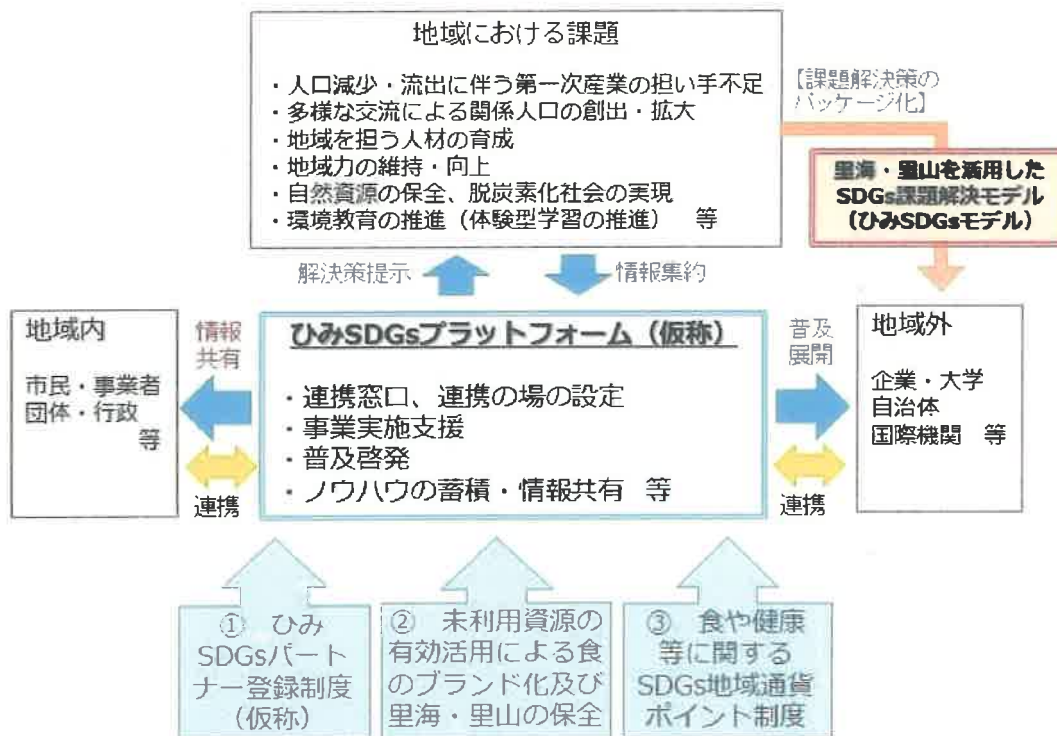 地域における課題
・人口減少・流出に伴う第一次産業の担い手不足
・多様な交流による関係人口の創出・拡大
・地域を担う人材の育成
・地域力の維持・向上
・自然資源の保全、脱炭素化社会の実現
・環境教育の推進（体験型学習の推進）　等
【課題解決策の
パッケージ化】
里海・里山を活用した
SDGs課題解決モデル
（ひみSDGsモデル）
解決策提示
情報集約
地域内
市民・事業者
団体・行政
等
情報
共有
連携
ひみSDGsプラットフォーム（仮称）
・連携窓口、連携の場の設定
・事業実施支援
・普及啓発
・ノウハウの蓄積・情報共有　等
普及
展開
連携
地域外
企業・大学
自治体
国際機関　等
①　ひみ
SDGsパート
ナー登録制度
（仮称）
②　未利用資源の
有効活用による食
のブランド化及び
里海・里山の保全
③　食や健康
等に関する
SDGs地域通貨
ポイント制度